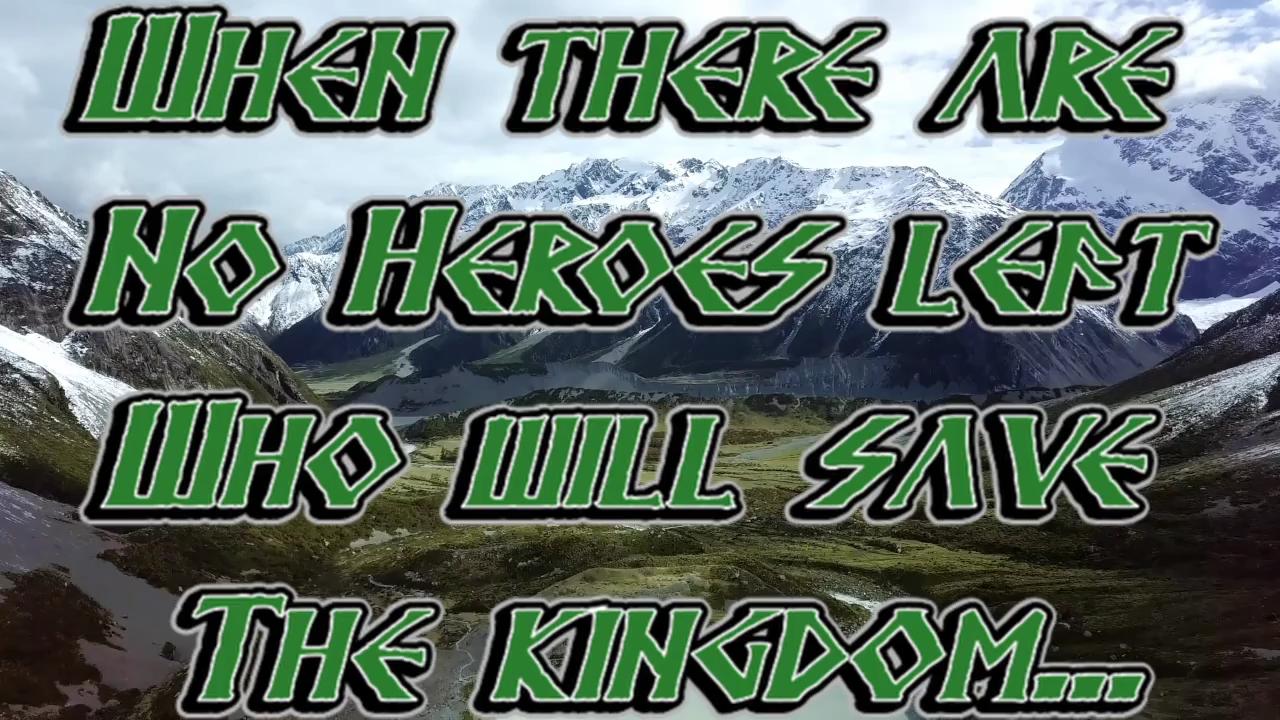 When there are
No Heroes left
Who will save
The kingdom...